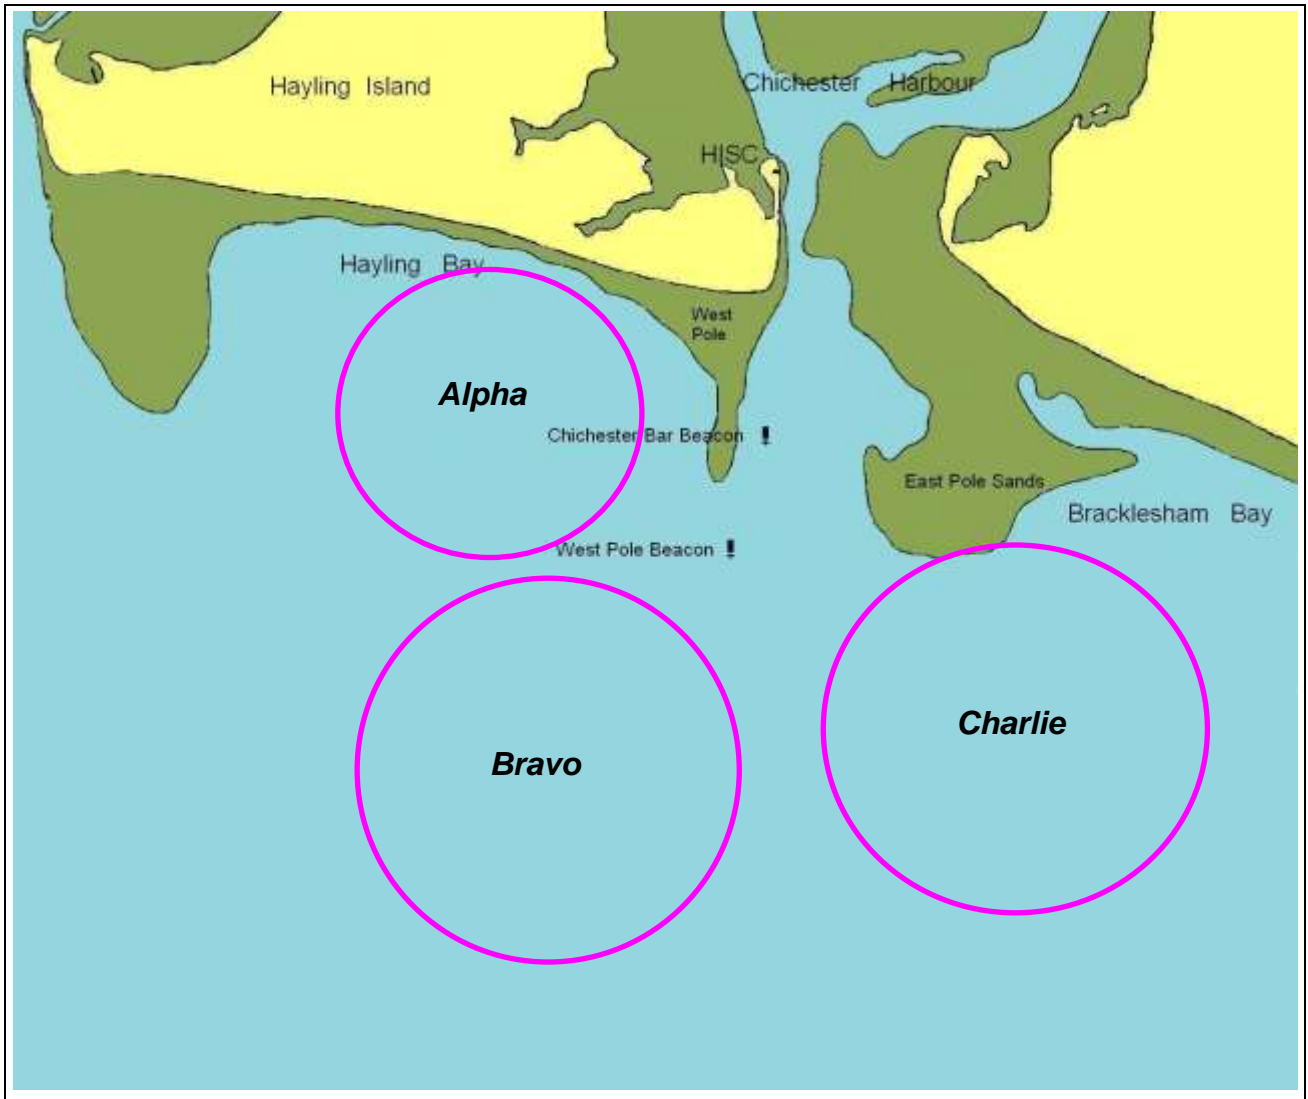 Hayling Island
Chichester Harbour
HISC
Hayling Bay
West
Pole
Alpha
Chichester Bar Beacon
East Pole Sands
Bracklesham Bay
West Pole Beacon
Charlie
Bravo